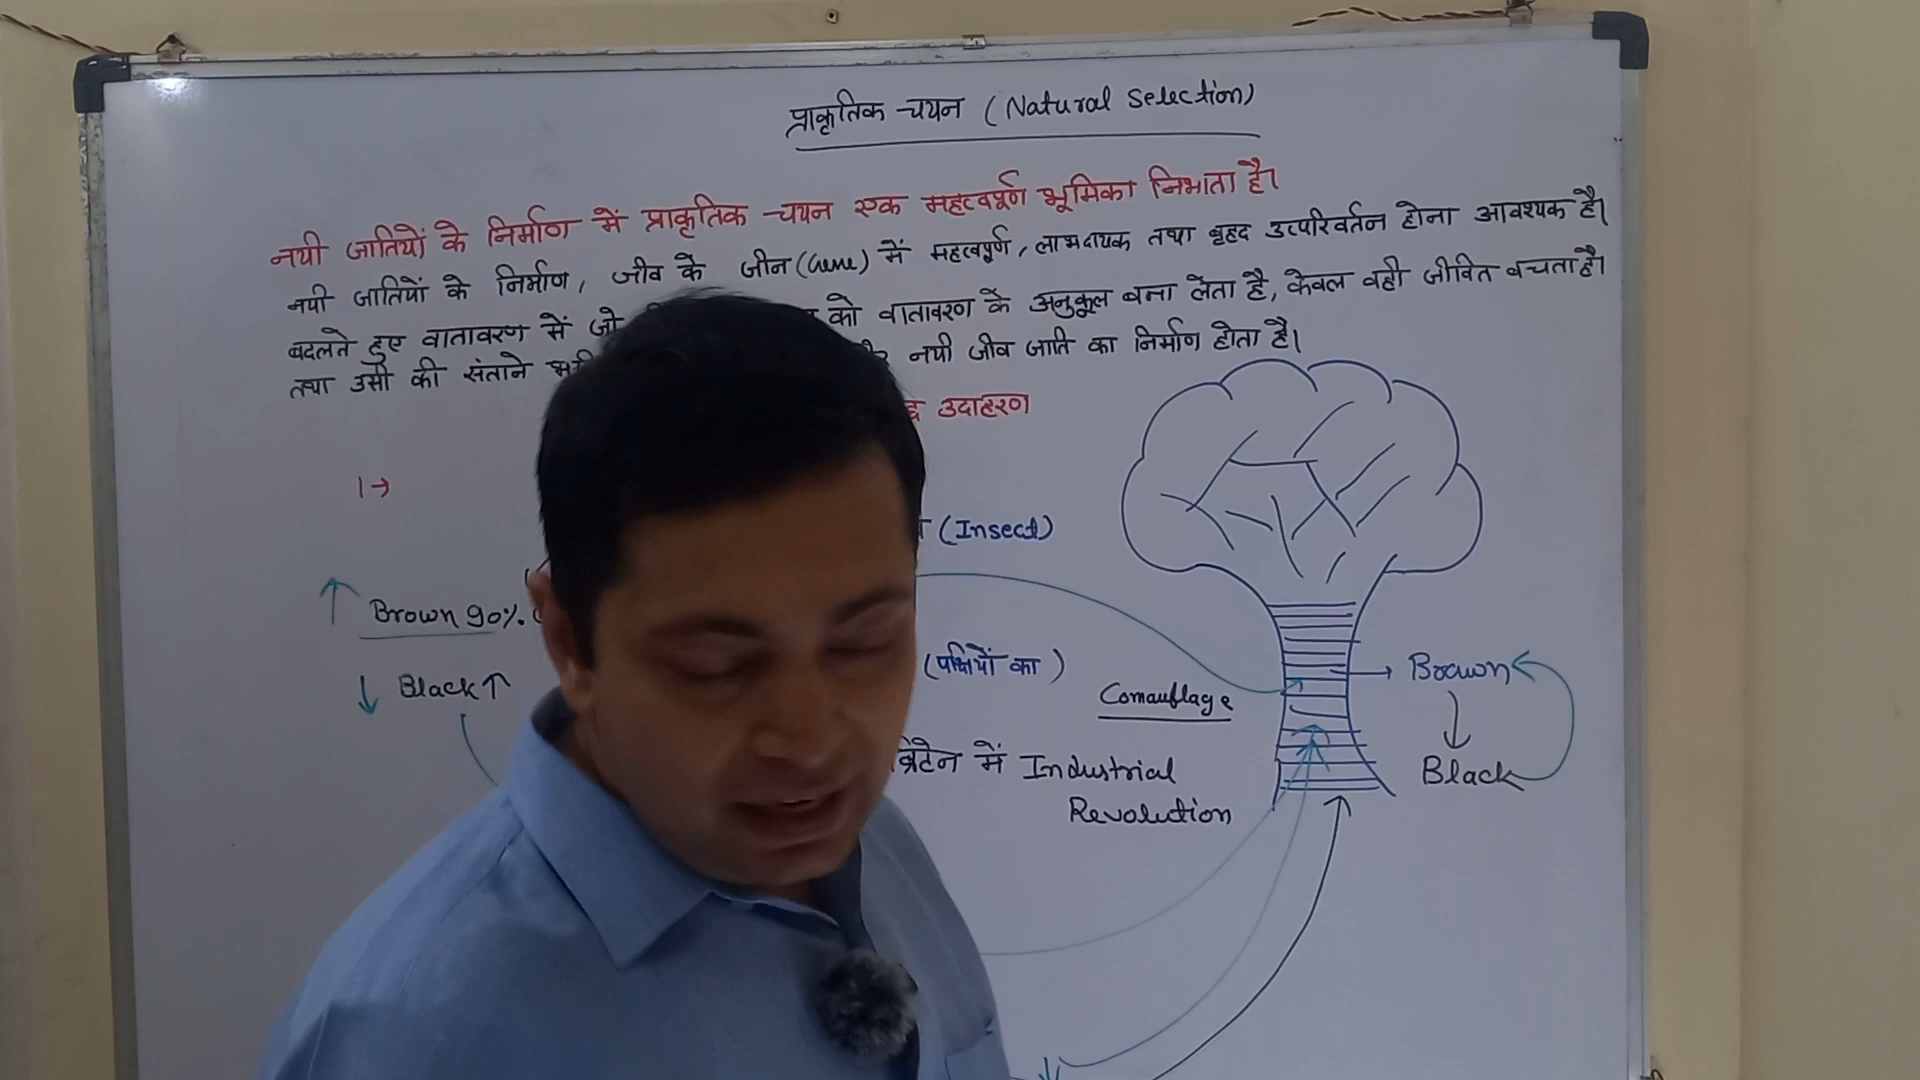 प्राकृतिक चयन (Natural Selection)
नयी जातियों के निर्माण में प्राकृतिक चयन एक महत्वपूर्ण भूमिका निभाता है।
नयी जातियों के निर्माण, जीव के जीन (Gene) में महत्वपूर्ण, लाभदायक तथा वृहद उत्परिवर्तन होना आवश्यक है।
बदलते हुए वातावरण में जो को वातावरण के अनुकूल बना लेता है, केवल वही जीवित बचता है।
तथा उसी की संताने नयी जीव जाति का निर्माण होता है।
उदाहरण
1 →
(Insect)
Brown 90%.
(पक्षियों का)
Black ↑
Comauflage
Brown
ब्रिटेन में Industrial
Revolution
Black